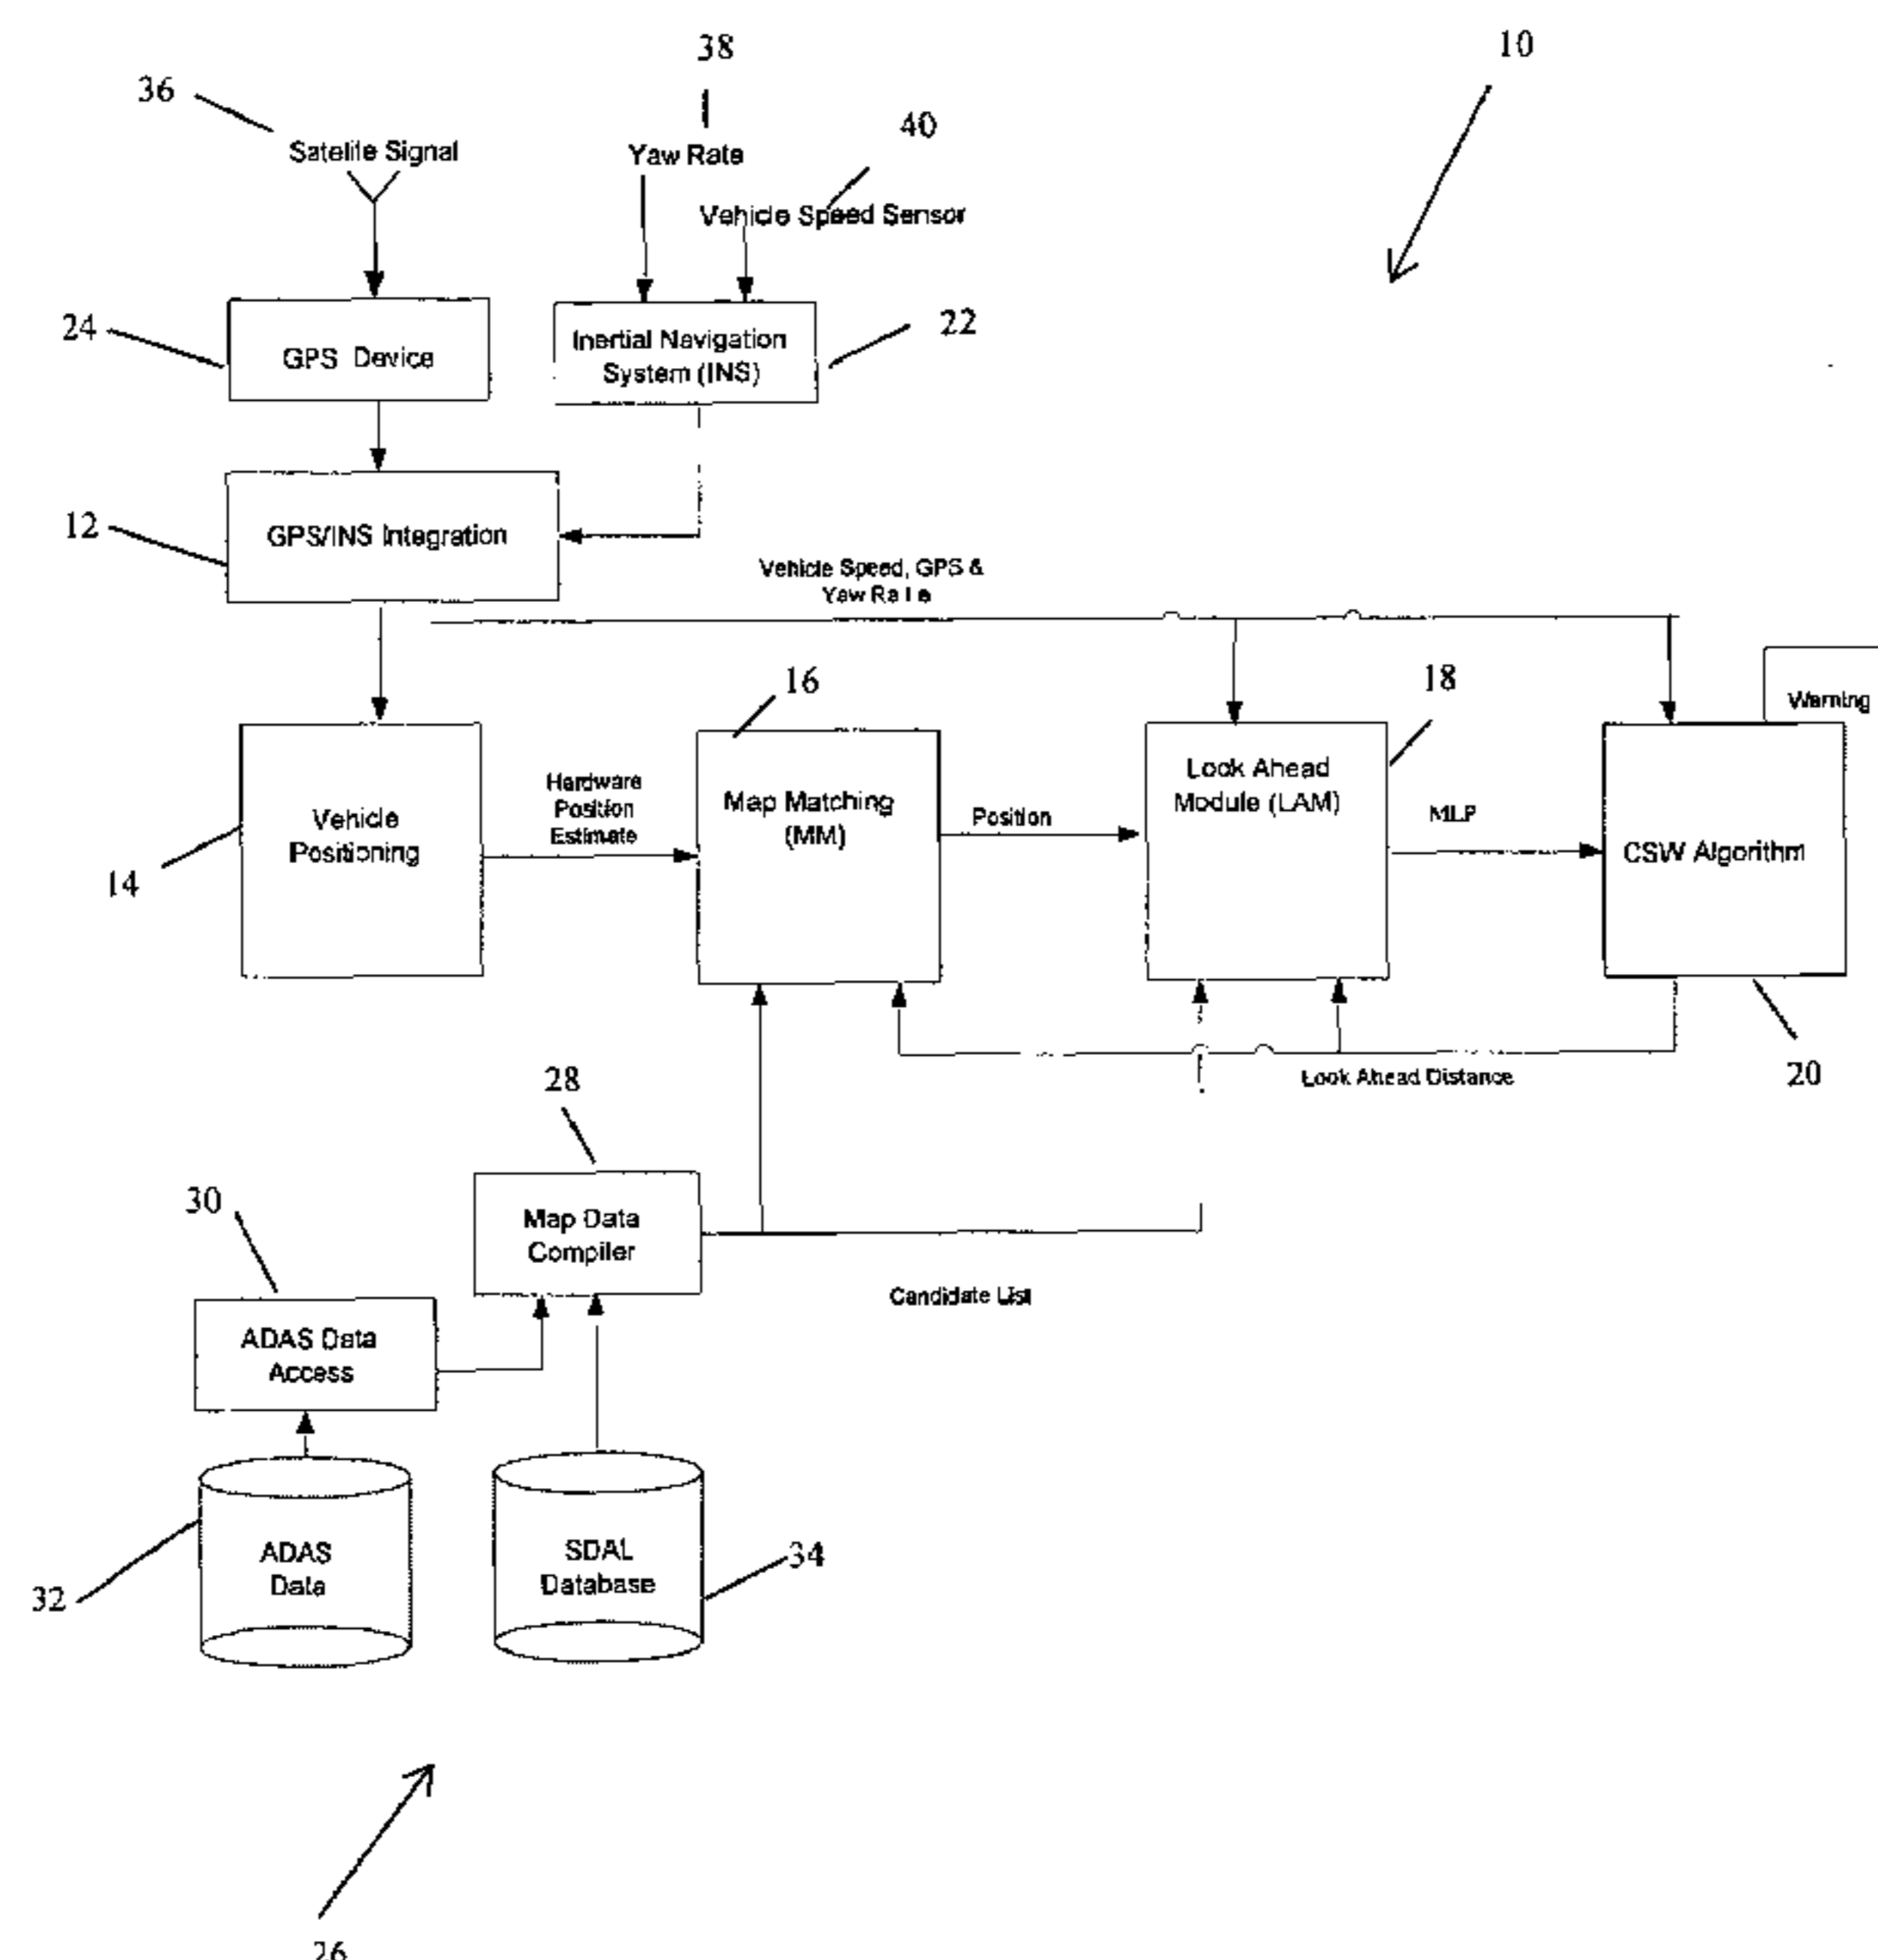 38
10
36
40
Satelite Signal
Yaw Rate
Vehicle Speed Sensor
24
GPS Device
Inertial Navigation
System (INS)
22
12
GPS/INS Integration
Vehicle Speed, GPS &
Yaw Rate
16
18
Warning
Vehicle
Positioning
14
Hardware
Position
Estimate
Map Matching
(MM)
Position
Look Ahead
Module (LAM)
MLP
CSW Algorithm
20
Look Ahead Distance
28
Map Data
Compiler
30
Candidate List
ADAS Data
Access
ADAS
Data
32
SDAL
Database
34
26